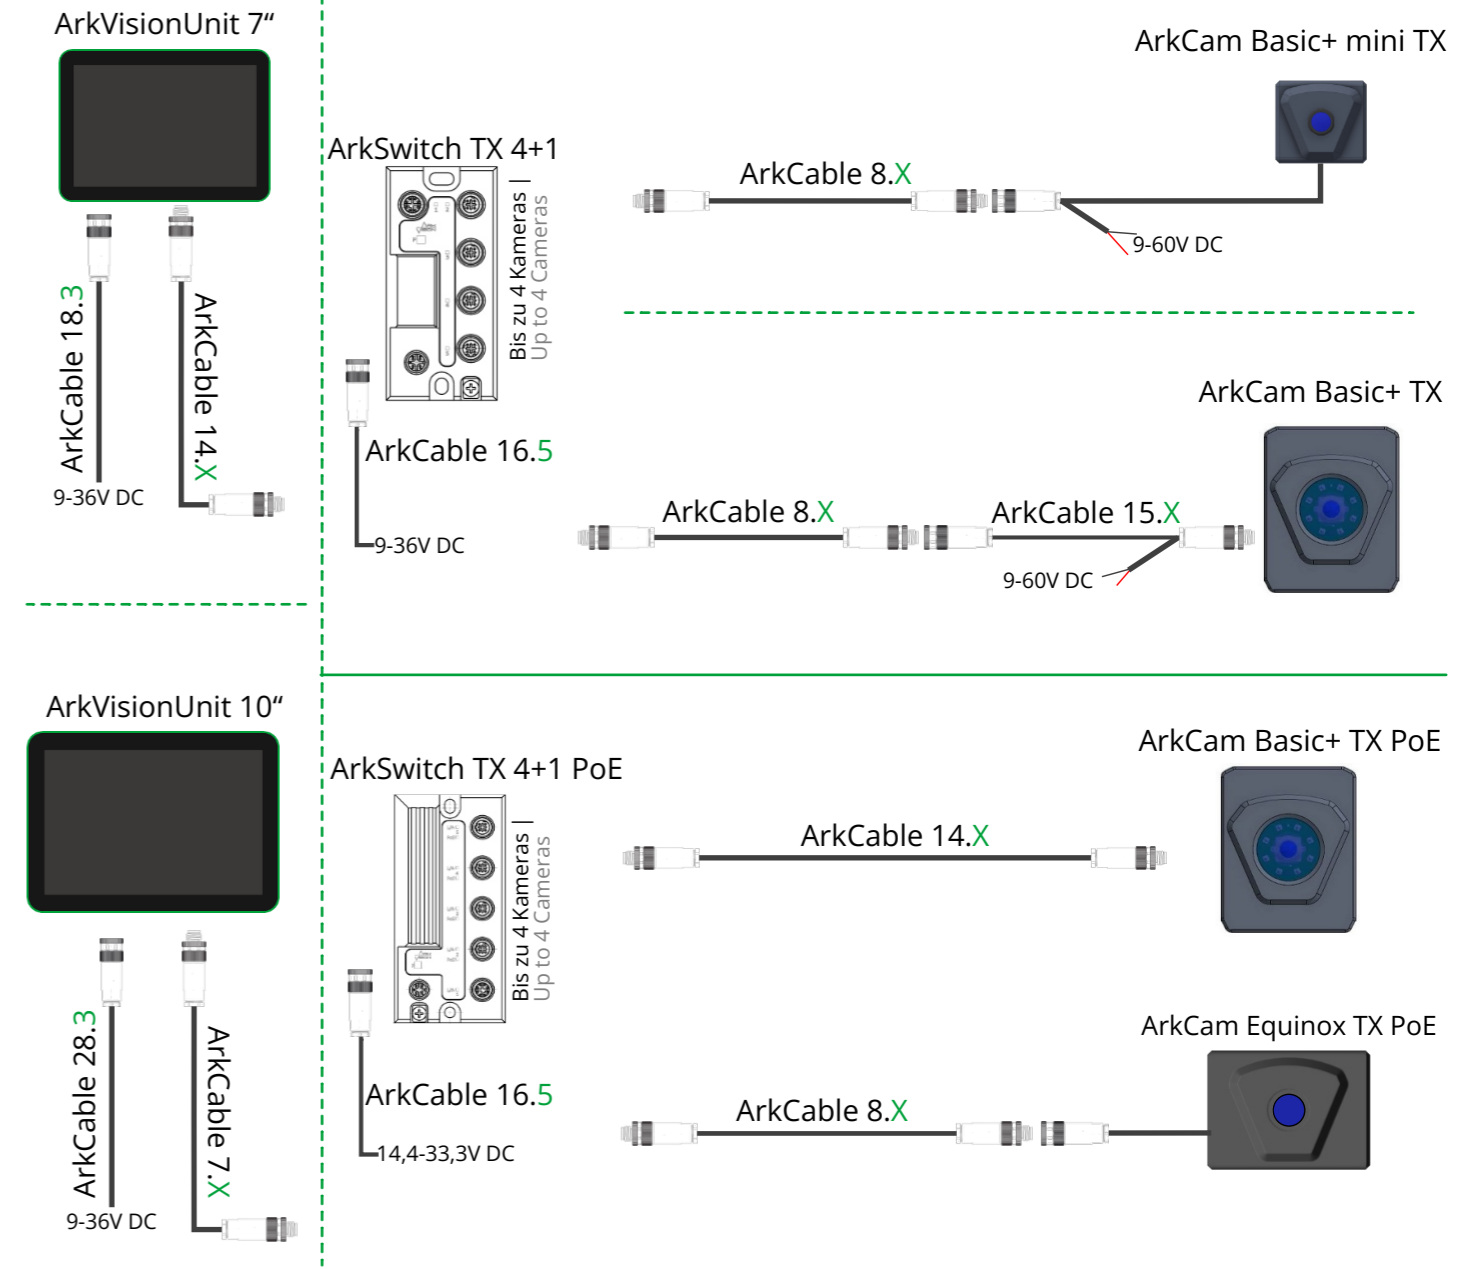 ArkVisionUnit 7“
ArkCable 18.3
ArkCable 14.X
9-36V DC
ArkSwitch TX 4+1
Bis zu 4 Kameras |
Up to 4 Cameras
ArkCable 16.5
9-36V DC
ArkCam Basic+ mini TX
ArkCable 8.X
9-60V DC
ArkCam Basic+ TX
ArkCable 8.X
ArkCable 15.X
9-60V DC
ArkVisionUnit 10“
ArkCable 28.3
ArkCable 7.X
9-36V DC
ArkSwitch TX 4+1 PoE
Bis zu 4 Kameras |
Up to 4 Cameras
ArkCable 16.5
14,4-33,3V DC
ArkCam Basic+ TX PoE
ArkCable 14.X
ArkCam Equinox TX PoE
ArkCable 8.X